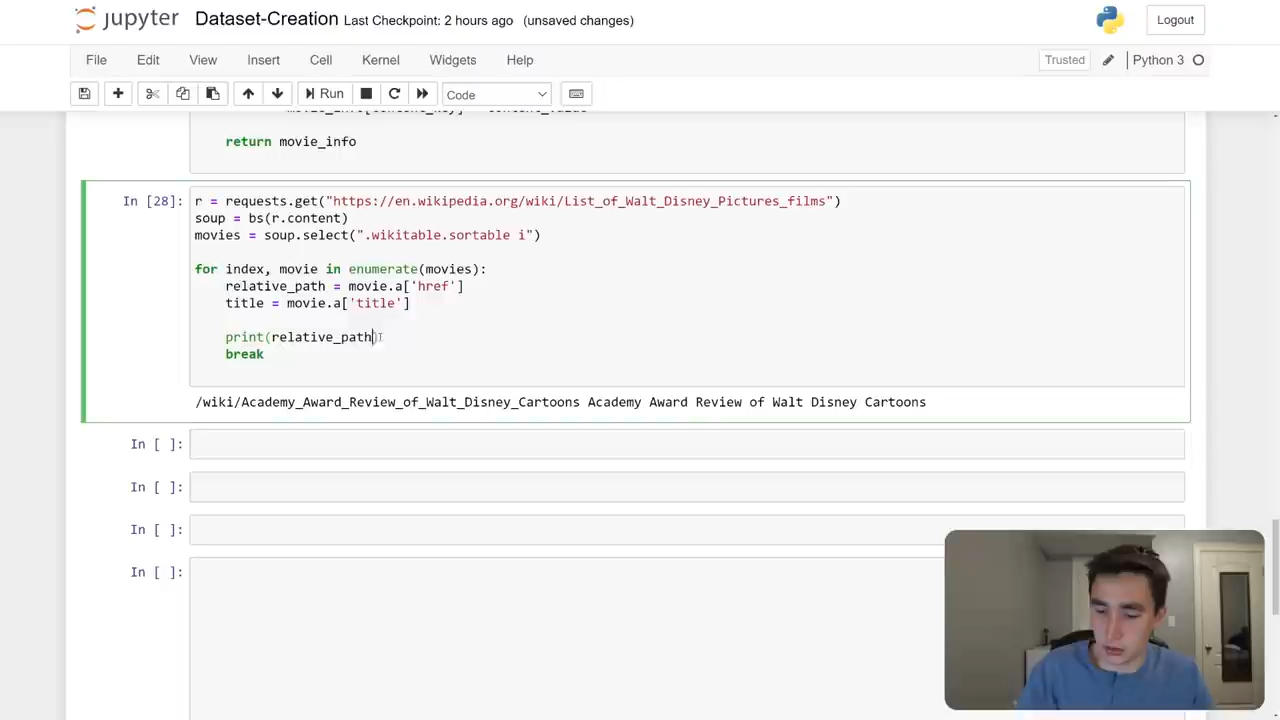 jupyter Dataset-Creation Last Checkpoint: 2 hours ago (unsaved changes) Logout
File Edit View Insert Cell Kernel Widgets Help Trusted Python 3
Run Code
return movie_info
In [28]: r = requests.get("https://en.wikipedia.org/wiki/List_of_Walt_Disney_Pictures_films")
soup = bs(r.content)
movies = soup.select(".wikitable.sortable i")
for index, movie in enumerate(movies):
relative_path = movie.a['href']
title = movie.a['title']
print(relative_path)
break
/wiki/Academy_Award_Review_of_Walt_Disney_Cartoons Academy Award Review of Walt Disney Cartoons
In [ ]:
In [ ]:
In [ ]:
In [ ]: